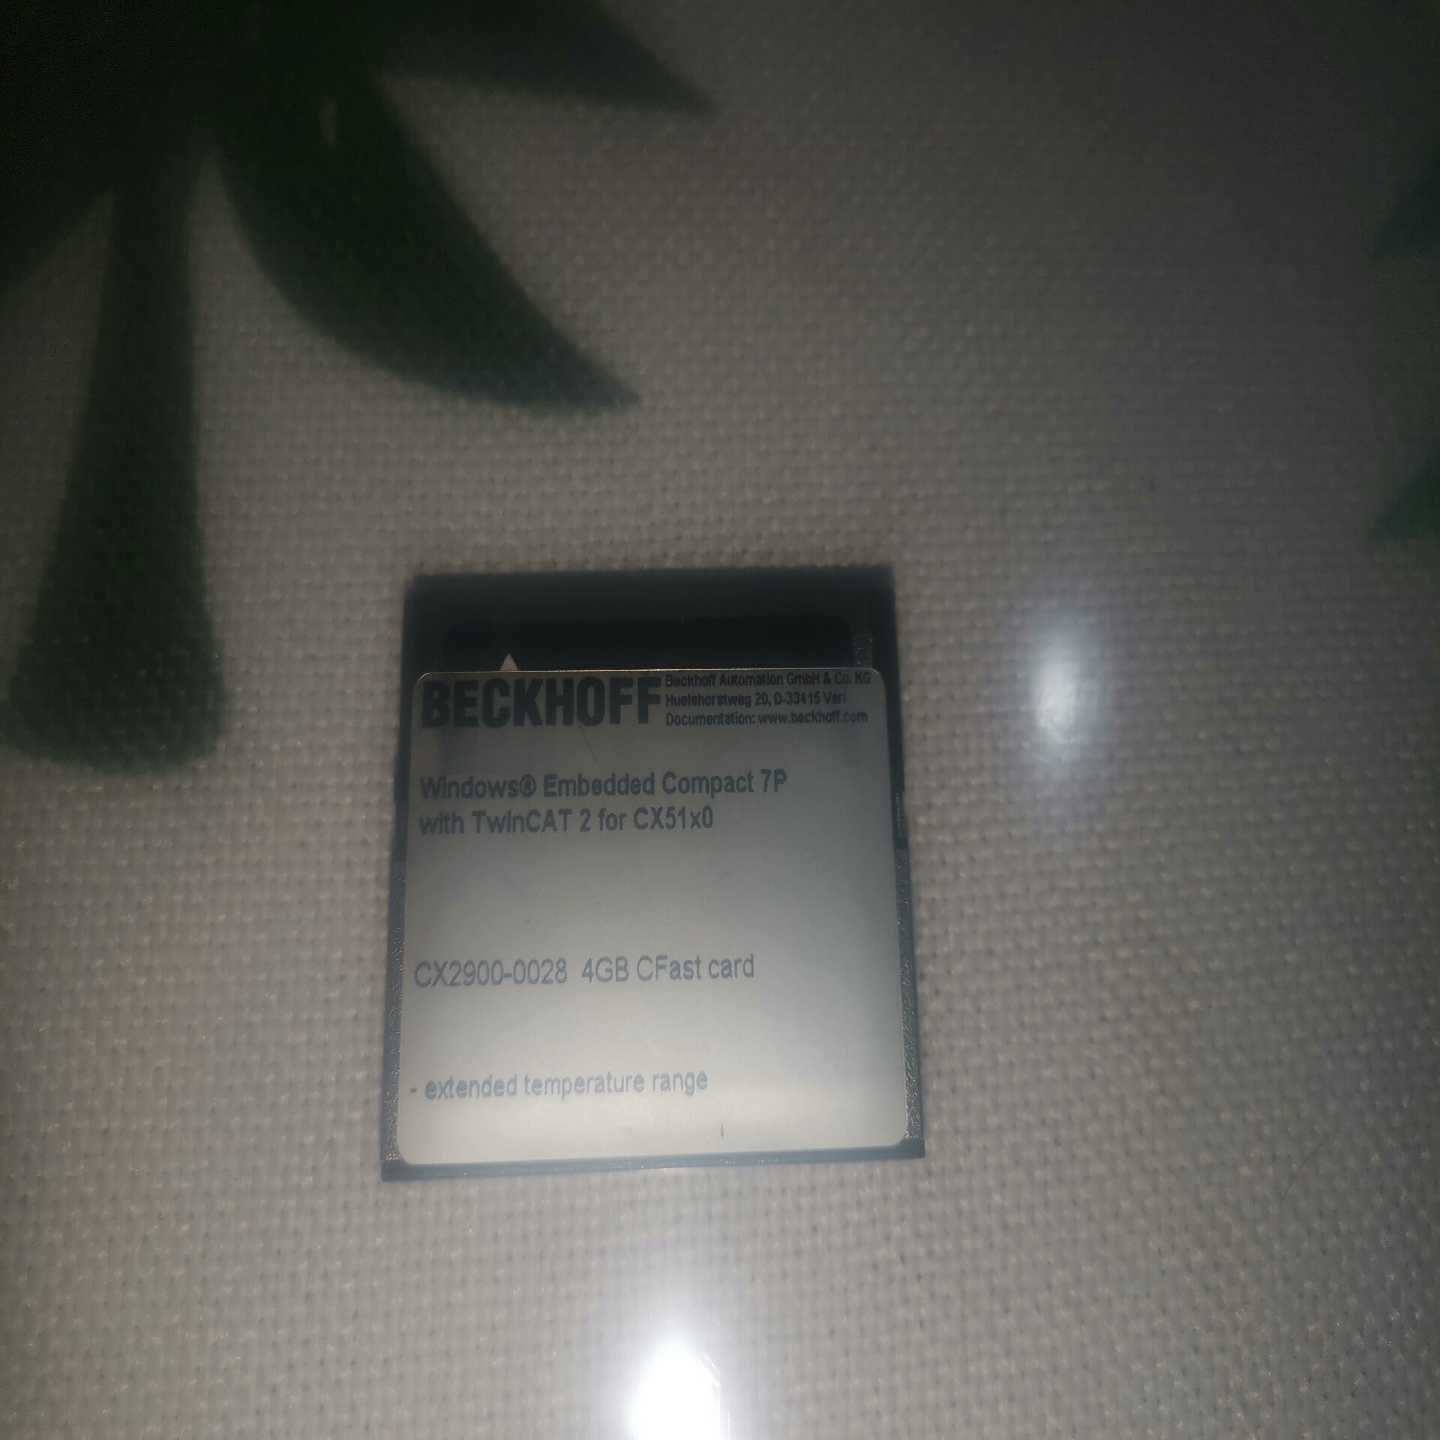 BECKHOFF
Beckhoff Automation GmbH & Co. KG
Huelshorstweg 20, D-33415 Verl
Documentation: www.beckhoff.com
Windows® Embedded Compact 7P
with TwinCAT 2 for CX51x0
CX2900-0028 4GB CFast card
- extended temperature range